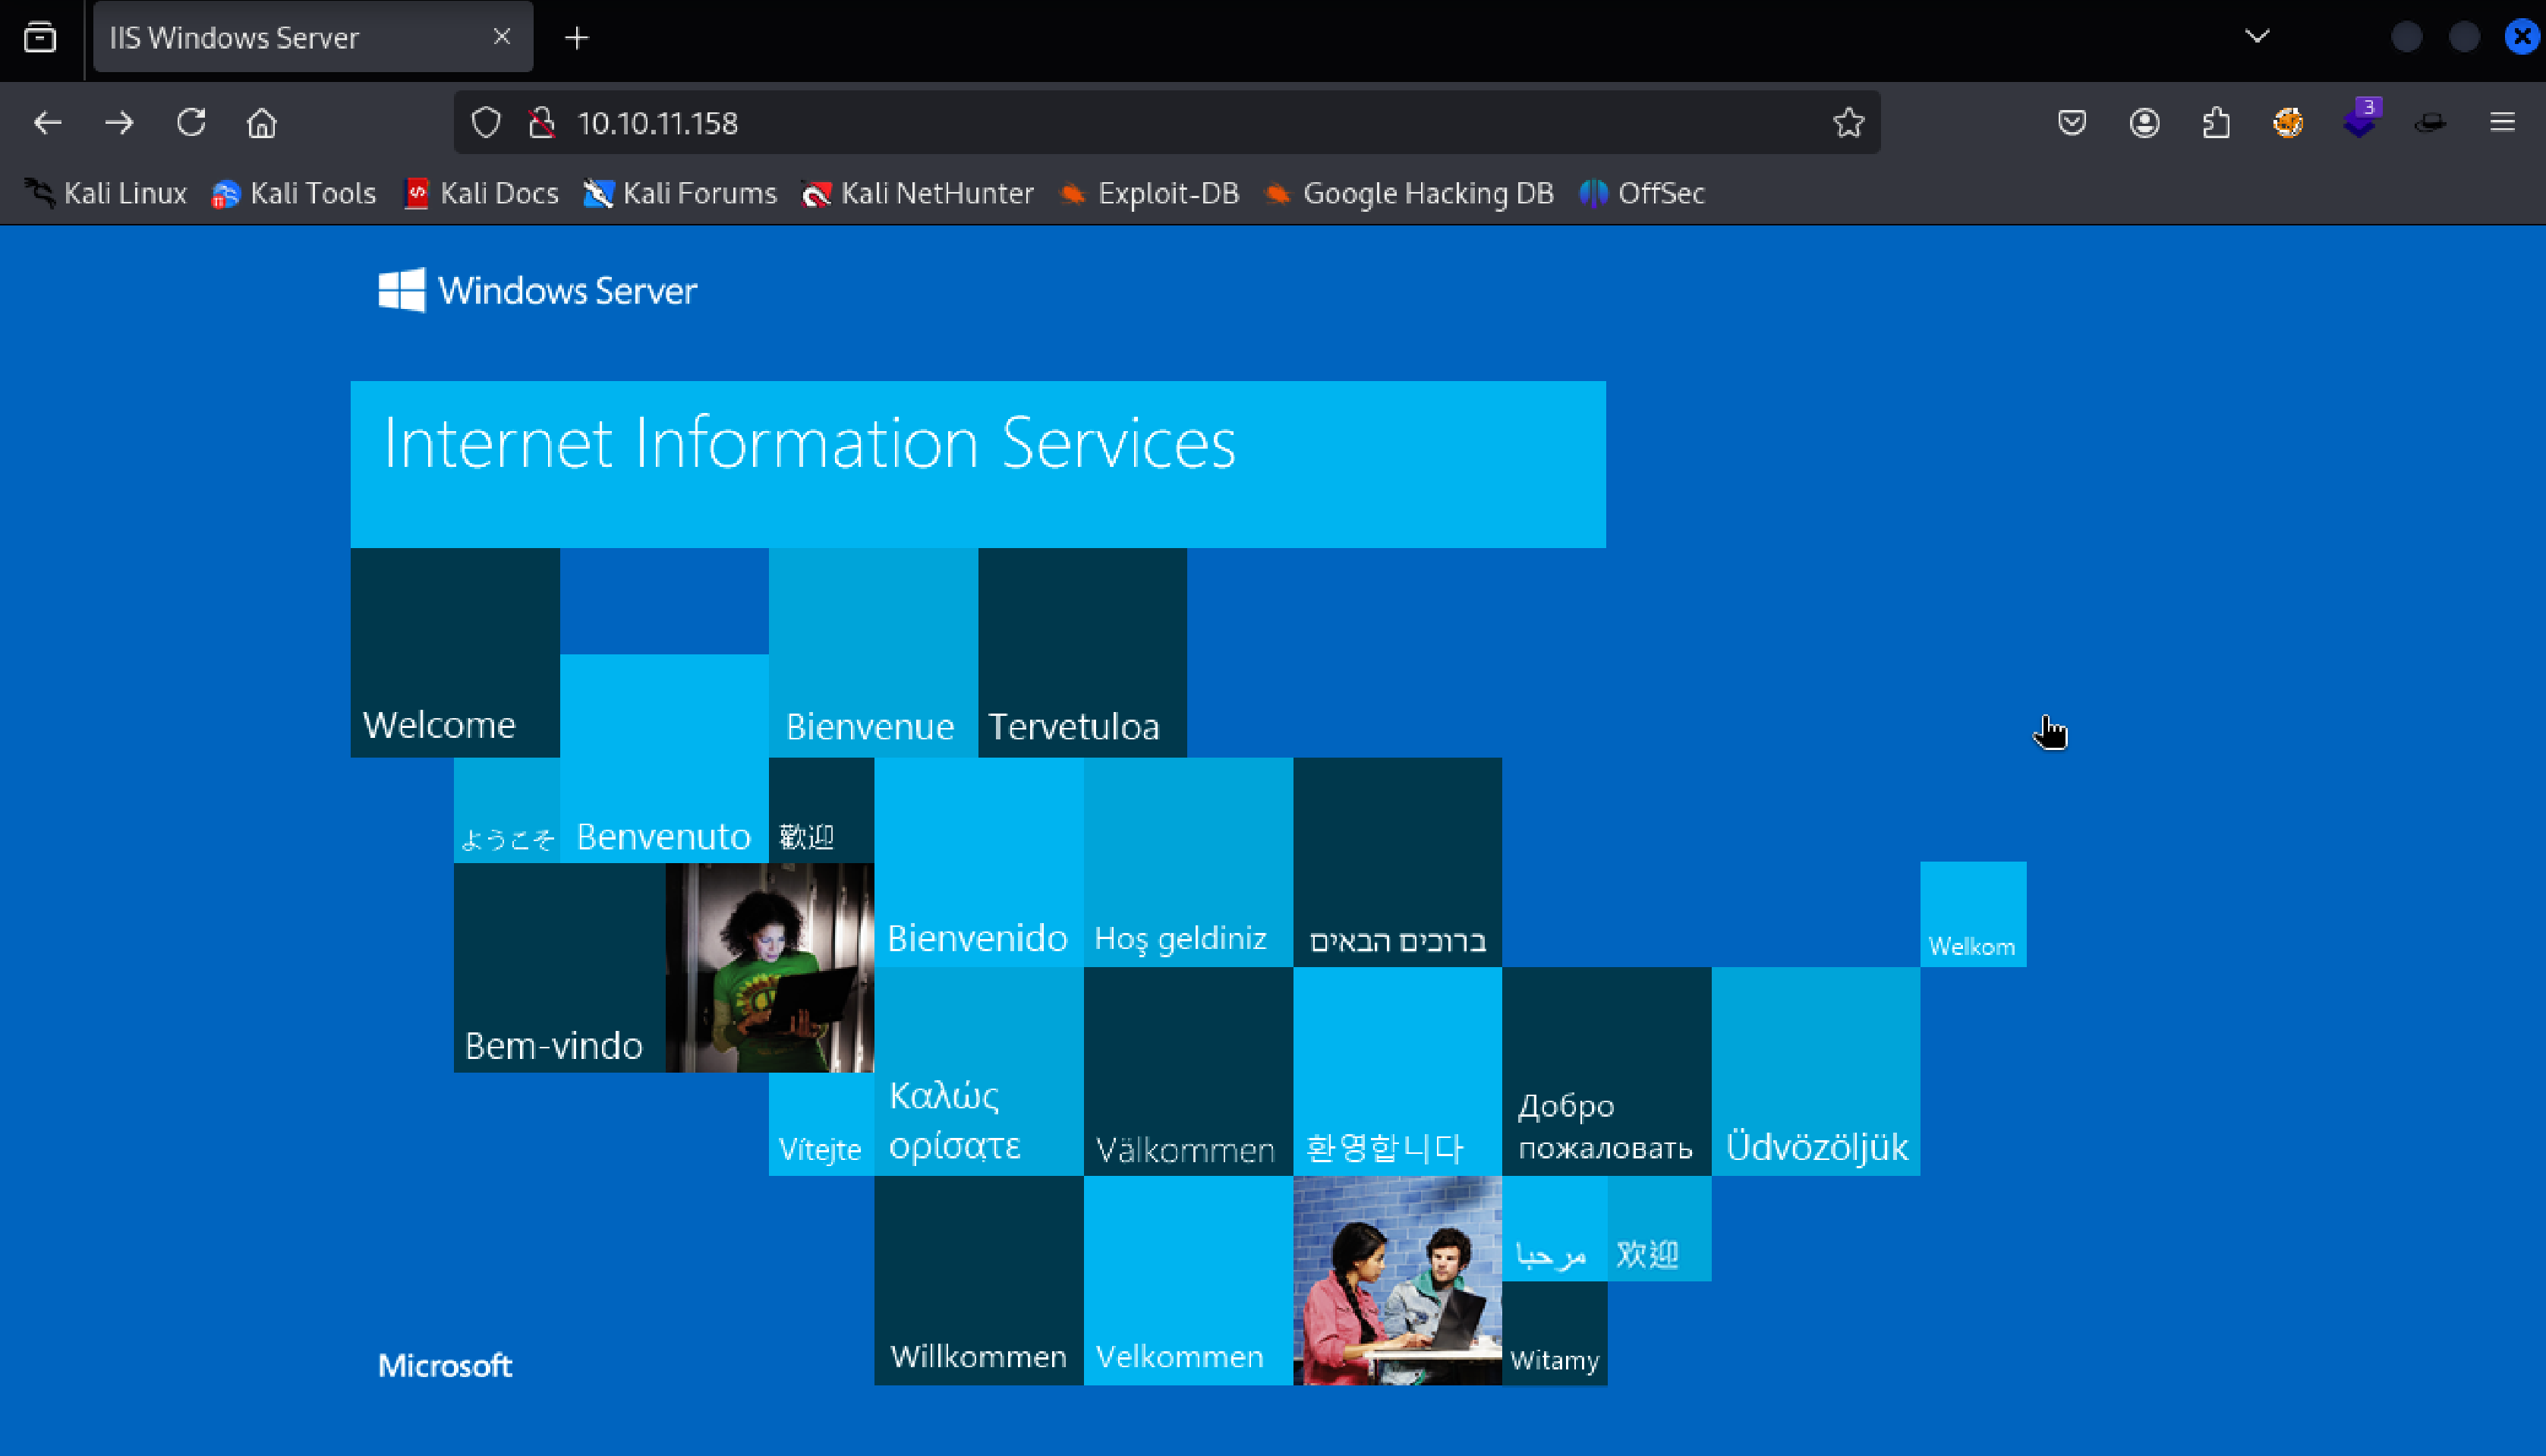 IIS Windows Server
10.10.11.158
3
Kali Linux Kali Tools Kali Docs Kali Forums Kali NetHunter Exploit-DB Google Hacking DB OffSec
Windows Server
Internet Information Services
Welcome
Bienvenue
Tervetuloa
ようこそ
Benvenuto
歡迎
Bienvenido
Hoş geldiniz
ברוכים הבאים
Welkom
Bem-vindo
Vítejte
Καλώς
ορίσατε
Välkommen
환영합니다
Добро
пожаловать
Üdvözöljük
مرحبا
欢迎
Willkommen
Velkommen
Witamy
Microsoft